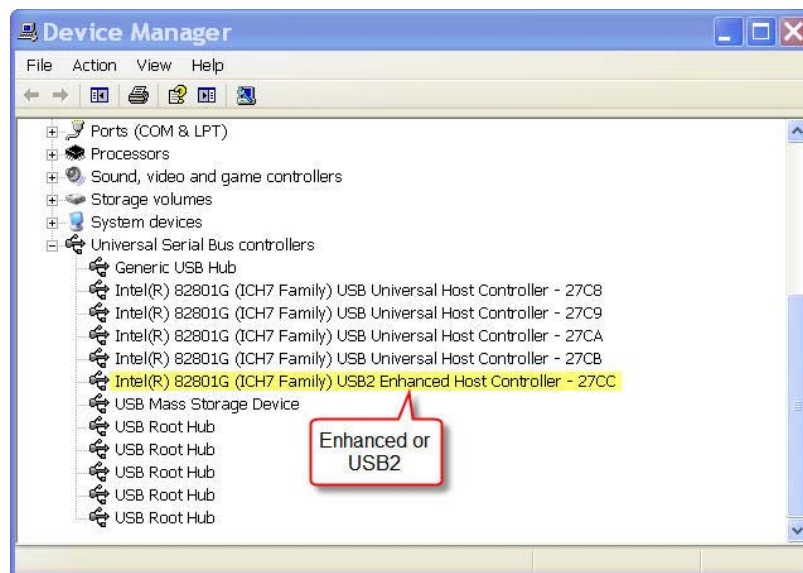 Device Manager
File Action View Help
Ports (COM & LPT)
Processors
Sound, video and game controllers
Storage volumes
System devices
Universal Serial Bus controllers
Generic USB Hub
Intel(R) 82801G (ICH7 Family) USB Universal Host Controller - 27C8
Intel(R) 82801G (ICH7 Family) USB Universal Host Controller - 27C9
Intel(R) 82801G (ICH7 Family) USB Universal Host Controller - 27CA
Intel(R) 82801G (ICH7 Family) USB Universal Host Controller - 27CB
Intel(R) 82801G (ICH7 Family) USB2 Enhanced Host Controller - 27CC
USB Mass Storage Device
USB Root Hub
USB Root Hub
USB Root Hub
USB Root Hub
USB Root Hub
Enhanced or
USB2